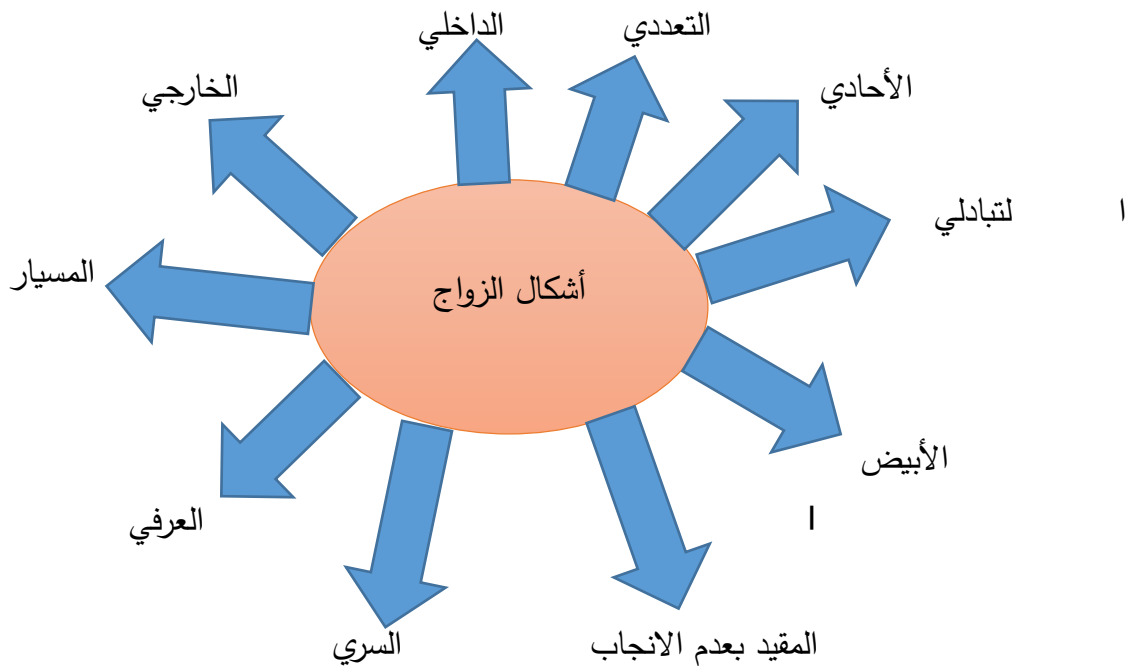 التعددي
الداخلي
الأحادي
الخارجي
ا لتبادلي
المسيار
أشكال الزواج
الأبيض
ا
العرفي
المقيد بعدم الانجاب
السري